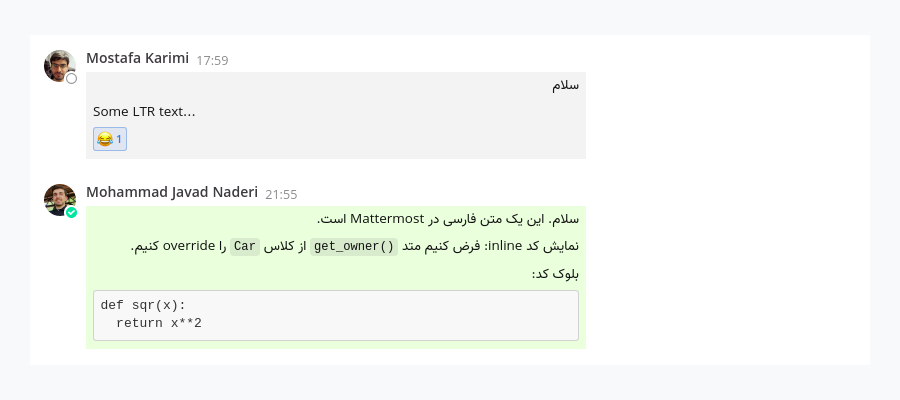 Mostafa Karimi 17:59
سلام
Some LTR text...
😂 1
Mohammad Javad Naderi 21:55
سلام. این یک متن فارسی در Mattermost است.
نمایش کد inline: فرض کنیم متد get_owner() از کلاس Car را override کنیم.
بلوک کد:
def sqr(x):
  return x**2